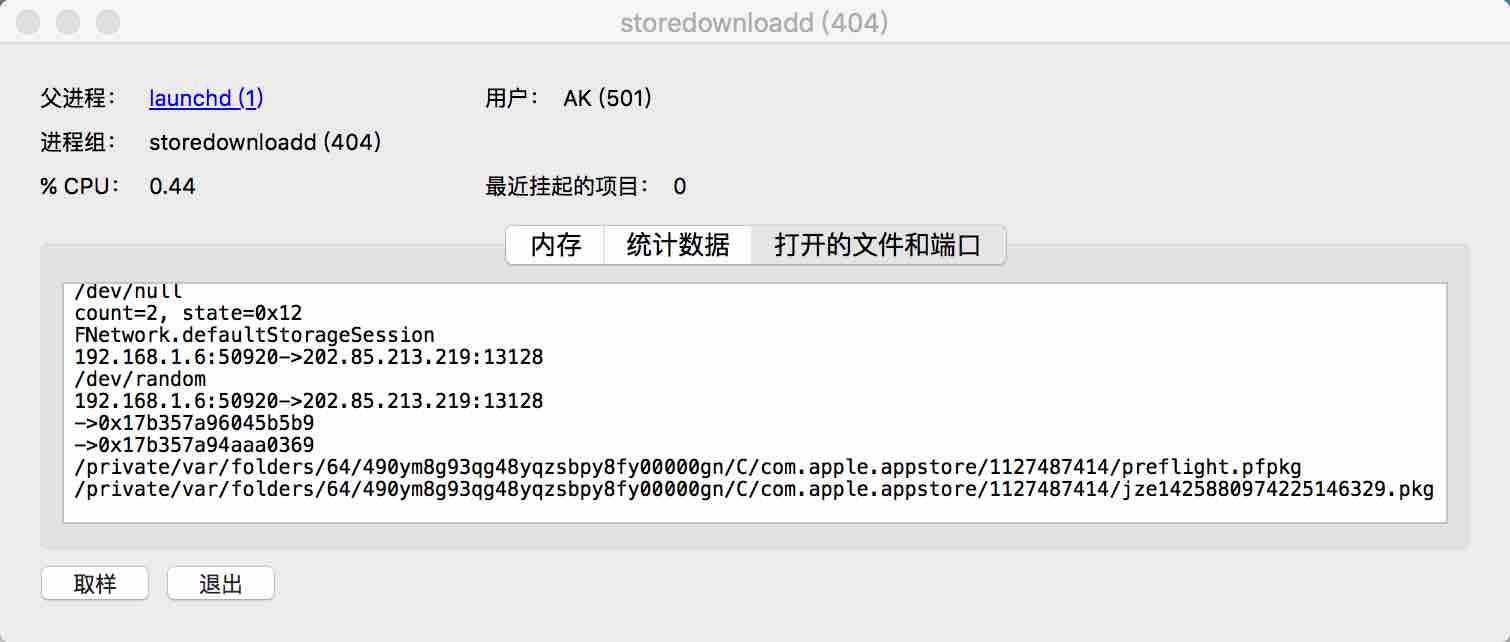 storedownloadd (404)
父进程： launchd (1) 用户： AK (501)
进程组： storedownloadd (404)
% CPU： 0.44 最近挂起的项目： 0
内存 统计数据 打开的文件和端口
/dev/null
count=2, state=0x12
FNetwork.defaultStorageSession
192.168.1.6:50920->202.85.213.219:13128
/dev/random
192.168.1.6:50920->202.85.213.219:13128
->0x17b357a96045b5b9
->0x17b357a94aaa0369
/private/var/folders/64/490ym8g93qg48yqzsbpy8fy00000gn/C/com.apple.appstore/1127487414/preflight.pfpkg
/private/var/folders/64/490ym8g93qg48yqzsbpy8fy00000gn/C/com.apple.appstore/1127487414/jze1425880974225146329.pkg
取样 退出